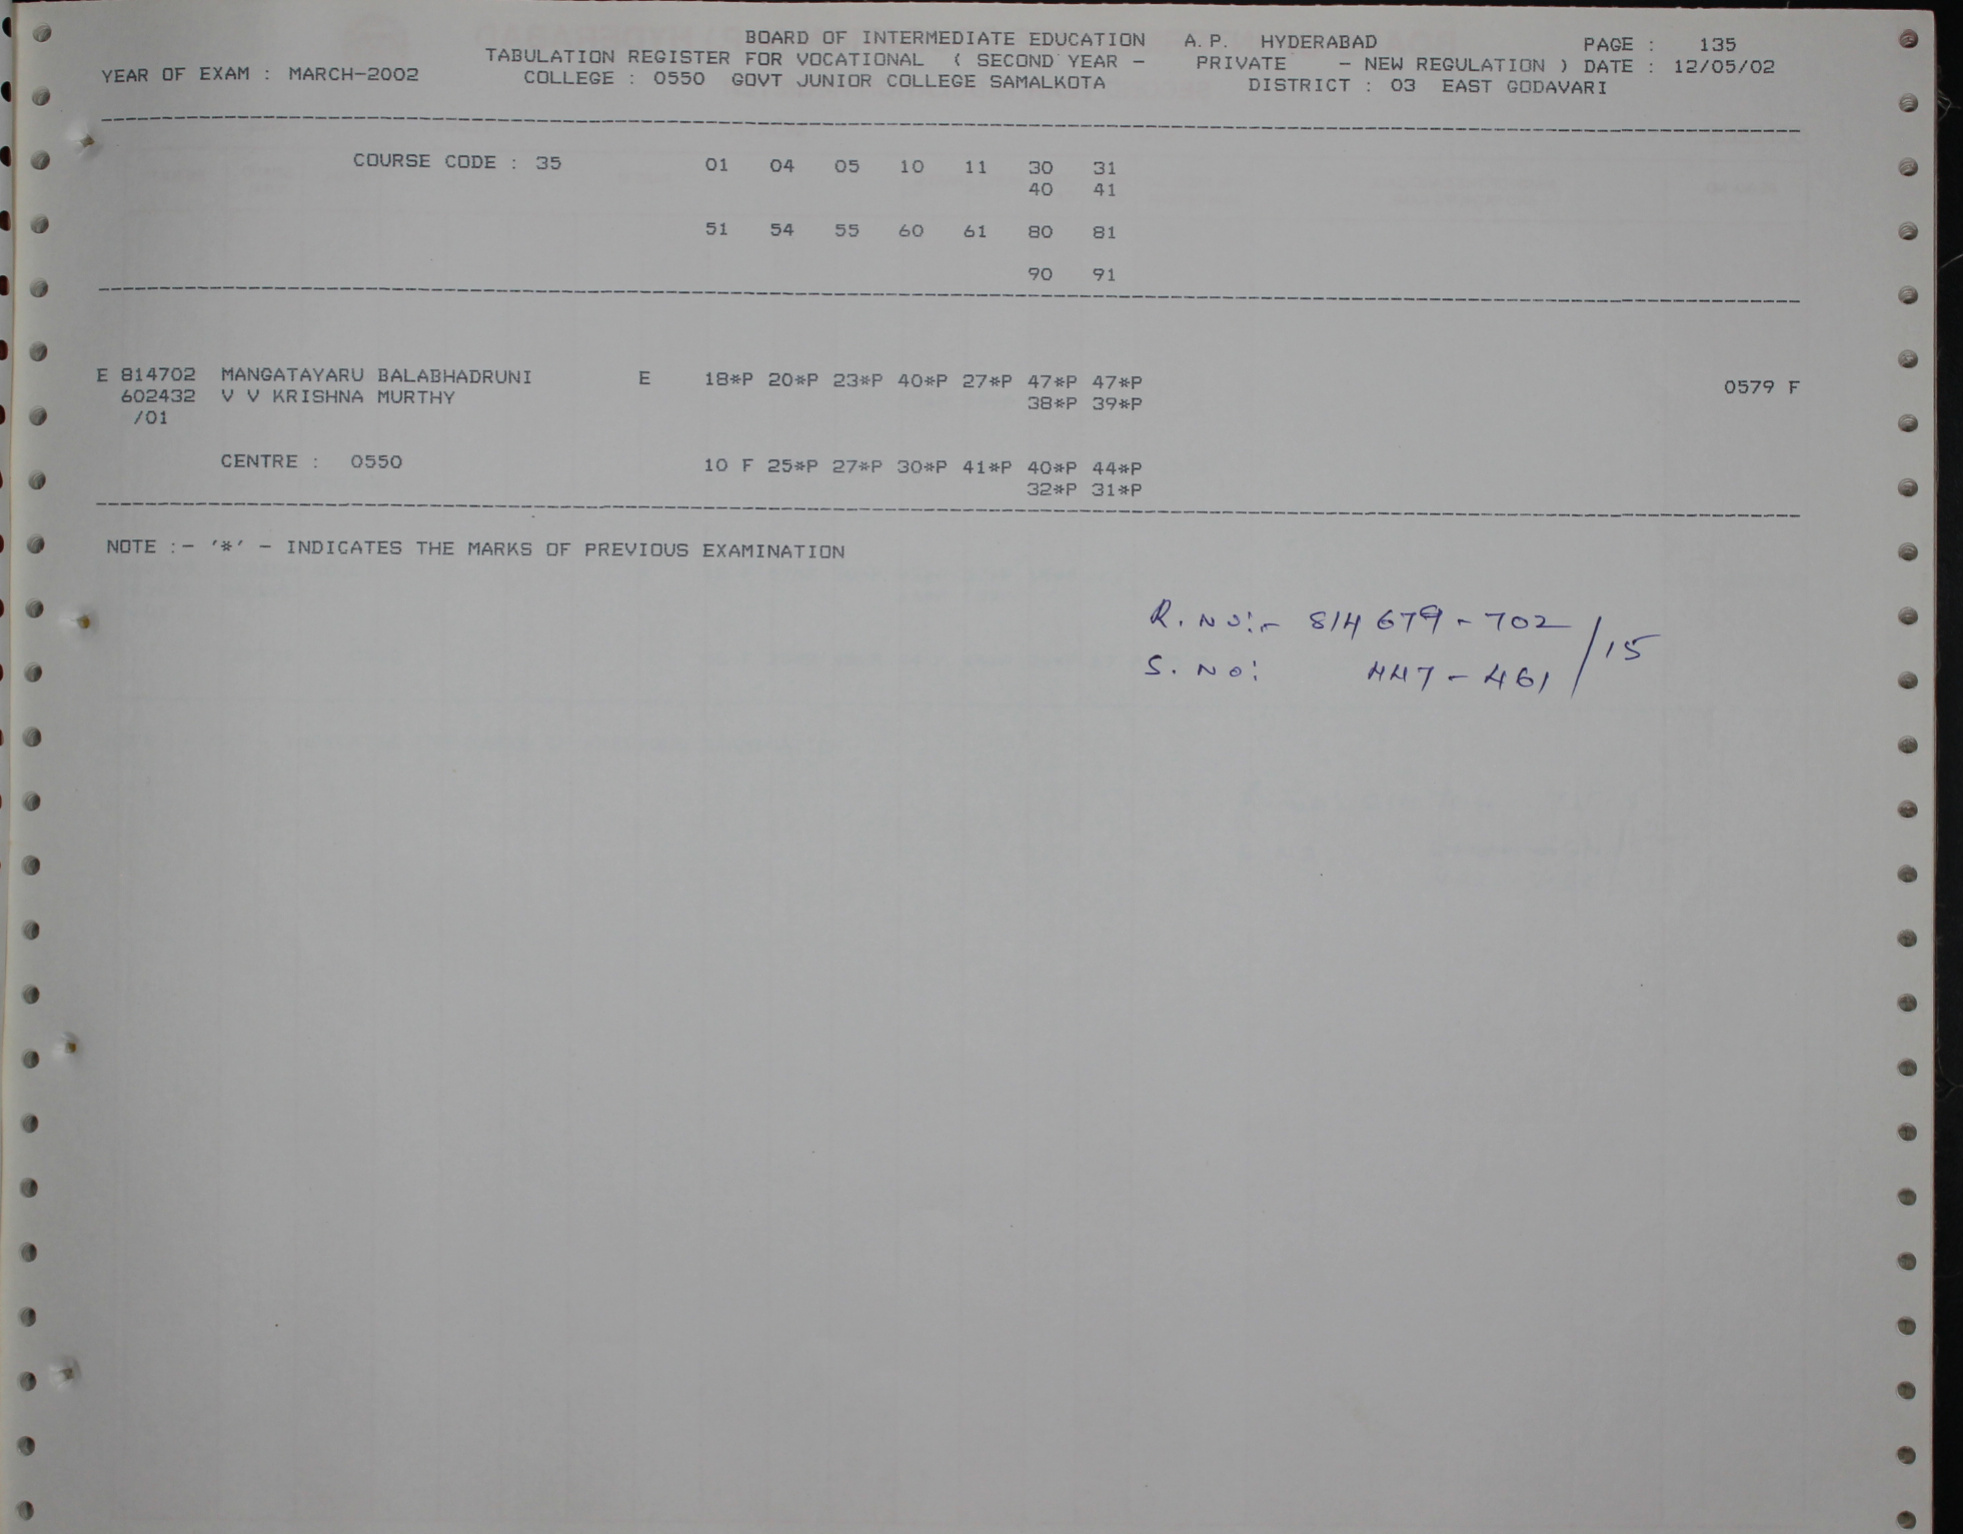 BOARD OF INTERMEDIATE EDUCATION A.P. HYDERABAD PAGE : 135
TABULATION REGISTER FOR VOCATIONAL ( SECOND YEAR - PRIVATE - NEW REGULATION ) DATE : 12/05/02
YEAR OF EXAM : MARCH-2002 COLLEGE : 0550 GOVT JUNIOR COLLEGE SAMALKOTA DISTRICT : 03 EAST GODAVARI
COURSE CODE : 35 01 04 05 10 11 30 31
40 41
51 54 55 60 61 80 81
90 91
E 814702 MANGATAYARU BALABHADRUNI E 18*P 20*P 23*P 40*P 27*P 47*P 47*P 0579 F
602432 V V KRISHNA MURTHY 38*P 39*P
/01
CENTRE : 0550 10 F 25*P 27*P 30*P 41*P 40*P 44*P
32*P 31*P
NOTE :- '*' - INDICATES THE MARKS OF PREVIOUS EXAMINATION
R. No:- 814679-702 /15
S. No: 447-461